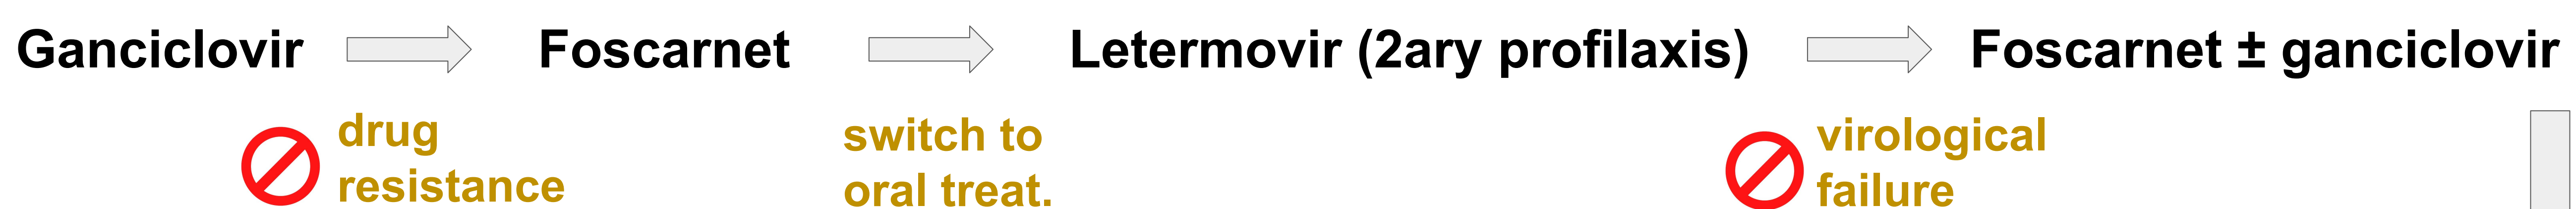 Ganciclovir Foscarnet Letermovir (2ary profilaxis) Foscarnet ± ganciclovir
drug
resistance
switch to
oral treat.
virological
failure